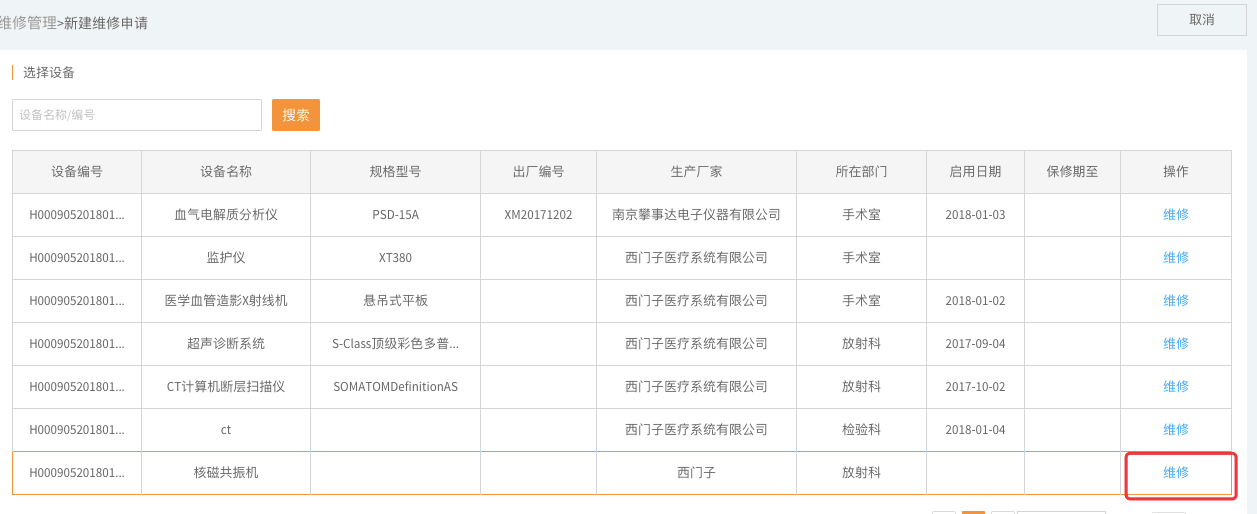 维修管理>新建维修申请
取消
选择设备
设备名称/编号
搜索
设备编号 设备名称 规格型号 出厂编号 生产厂家 所在部门 启用日期 保修期至 操作
H000905201801... 血气电解质分析仪 PSD-15A XM20171202 南京攀事达电子仪器有限公司 手术室 2018-01-03 维修
H000905201801... 监护仪 XT380 西门子医疗系统有限公司 手术室 维修
H000905201801... 医学血管造影X射线机 悬吊式平板 西门子医疗系统有限公司 手术室 2018-01-02 维修
H000905201801... 超声诊断系统 S-Class顶级彩色多普... 西门子医疗系统有限公司 放射科 2017-09-04 维修
H000905201801... CT计算机断层扫描仪 SOMATOMDefinitionAS 西门子医疗系统有限公司 放射科 2017-10-02 维修
H000905201801... ct 西门子医疗系统有限公司 检验科 2018-01-04 维修
H000905201801... 核磁共振机 西门子 放射科 维修